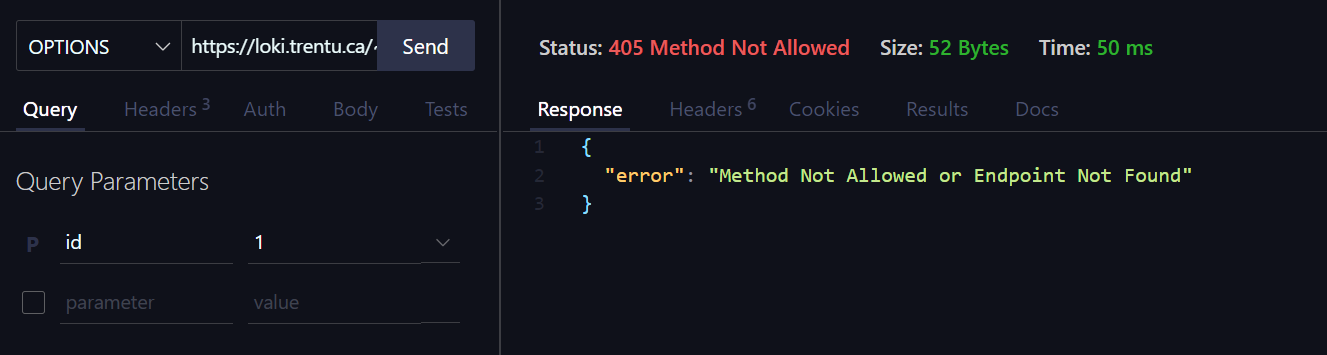 OPTIONS https://loki.trentu.ca/~ Send
Query Headers 3 Auth Body Tests
Query Parameters
P id 1
parameter value
Status: 405 Method Not Allowed Size: 52 Bytes Time: 50 ms
Response Headers 6 Cookies Results Docs
1 {
2 "error": "Method Not Allowed or Endpoint Not Found"
3 }